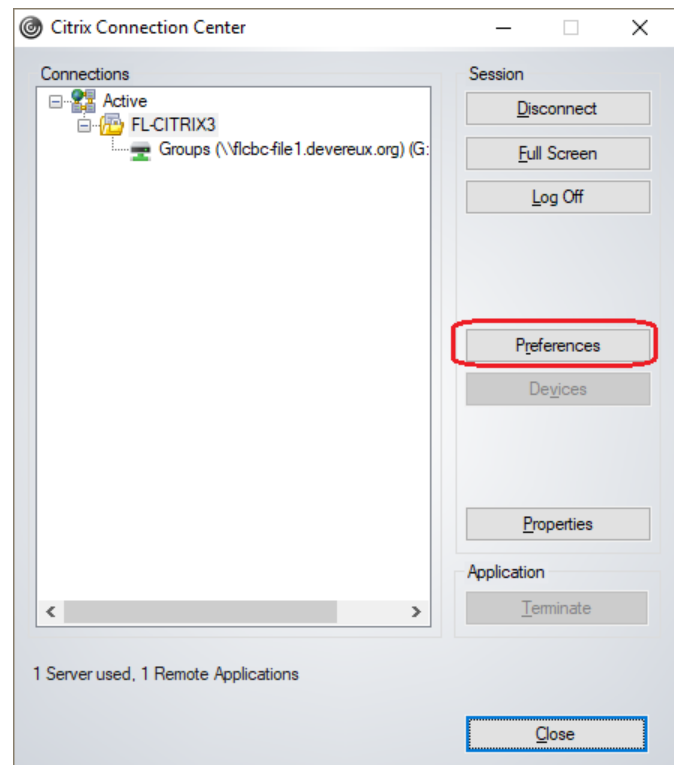 Citrix Connection Center
Connections
Active
FL-CITRIX3
Groups (\\flcbc-file1.devereux.org) (G:
Session
Disconnect
Full Screen
Log Off
Preferences
Devices
Properties
Application
Terminate
1 Server used, 1 Remote Applications
Close